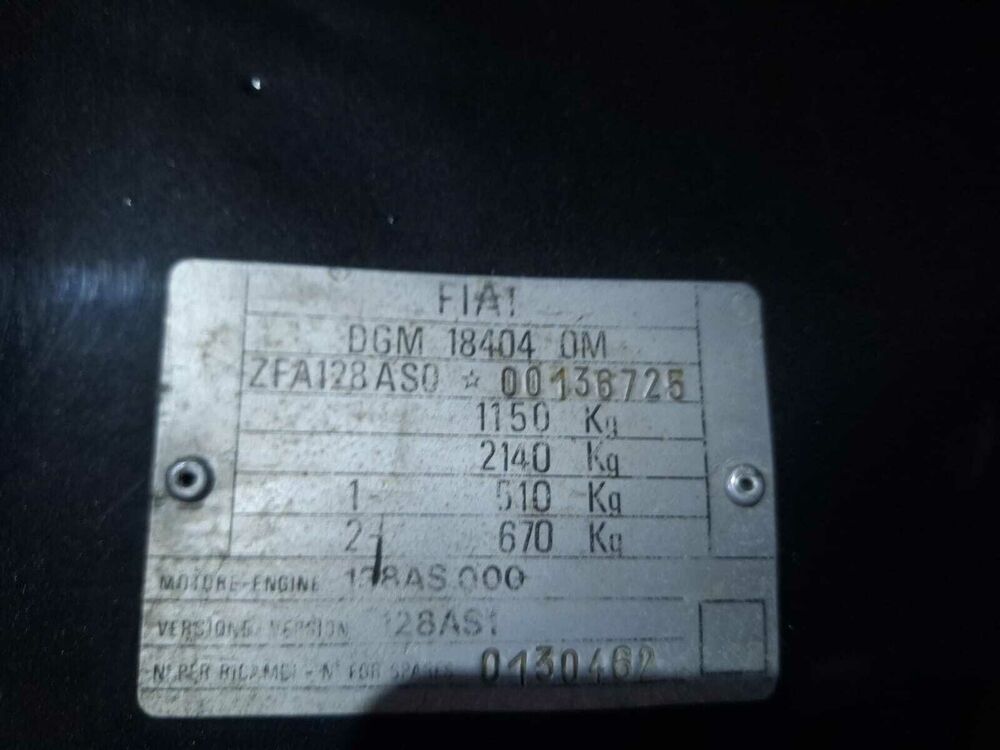 FIAT
DGM 18404 OM
ZFA128AS0 ☆ 00136725
1150 Kg
2140 Kg
1- 510 Kg
2- 670 Kg
MOTORE-ENGINE 138AS.000
VERSIONE-VERSION 128AS1
N° PER RICAMBI - N° FOR SPARES 0130462